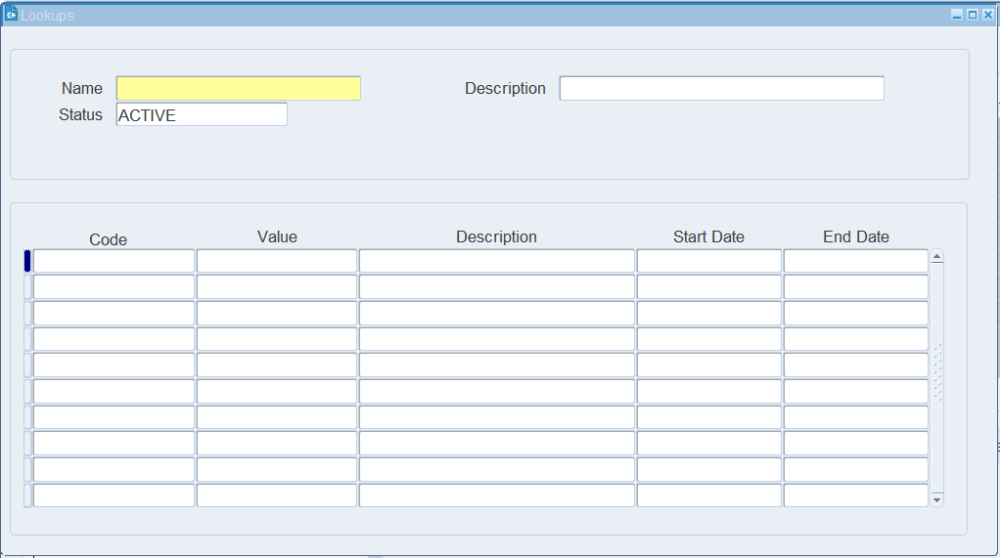 Lookups
Name
Description
Status
ACTIVE
Code
Value
Description
Start Date
End Date